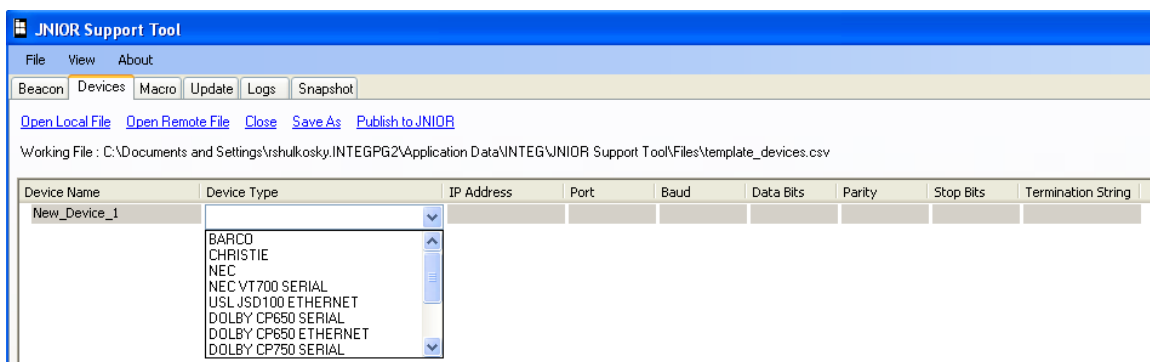 JNIOR Support Tool
File View About
Beacon Devices Macro Update Logs Snapshot
Open Local File Open Remote File Close Save As Publish to JNIOR
Working File : C:\Documents and Settings\rshulkosky.INTEGPG2\Application Data\INTEG\JNIOR Support Tool\Files\template_devices.csv
Device Name Device Type IP Address Port Baud Data Bits Parity Stop Bits Termination String
New_Device_1
BARCO
CHRISTIE
NEC
NEC VT700 SERIAL
USL JSD100 ETHERNET
DOLBY CP650 SERIAL
DOLBY CP650 ETHERNET
DOLBY CP750 SERIAL